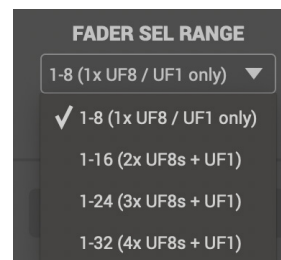 FADER SEL RANGE
1-8 (1x UF8 / UF1 only)
1-8 (1x UF8 / UF1 only)
1-16 (2x UF8s + UF1)
1-24 (3x UF8s + UF1)
1-32 (4x UF8s + UF1)